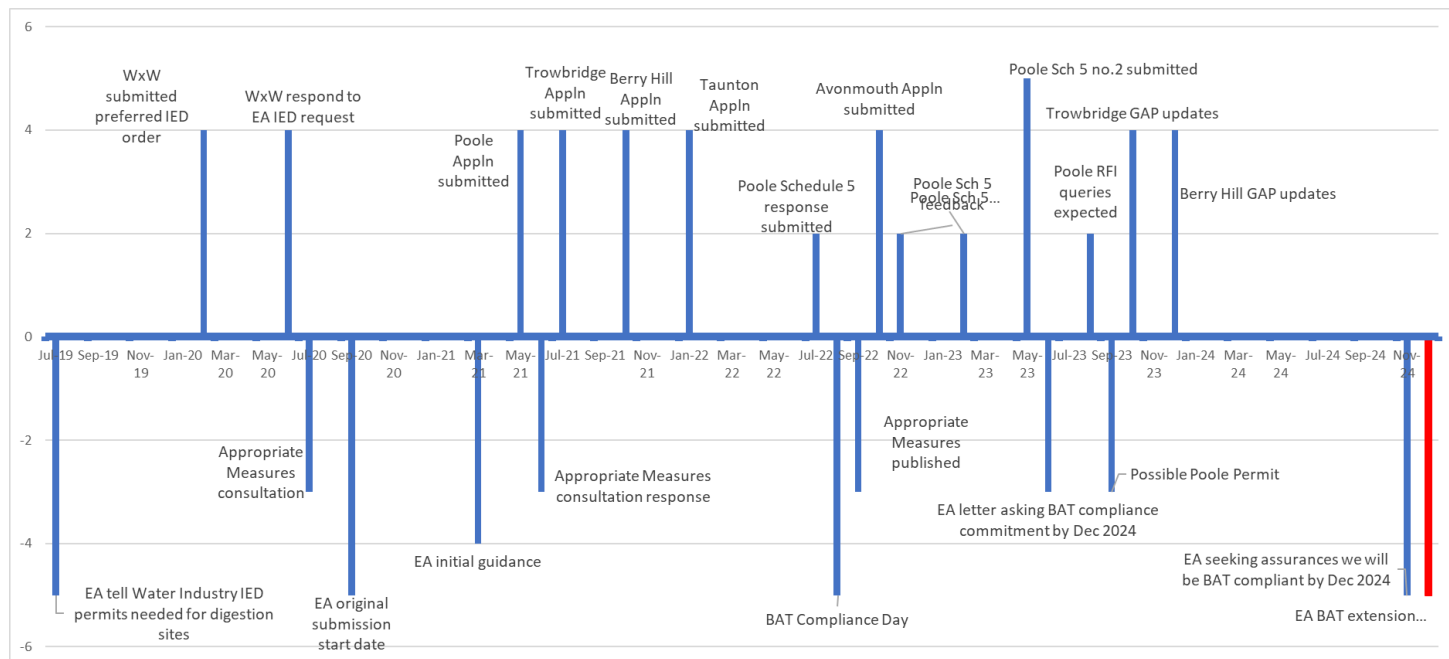 6
4
2
0
-2
-4
-6
WxW
submitted
preferred IED
order
WxW respond to
EA IED request
Poole
Appln
submitted
Trowbridge
Appln
submitted
Berry Hill
Appln
submitted
Taunton
Appln
submitted
Poole Schedule 5
response
submitted
Avonmouth Appln
submitted
Poole Sch 5
feedback
Poole Sch 5...
Poole Sch 5 no.2 submitted
Poole RFI
queries
expected
Trowbridge GAP updates
Berry Hill GAP updates
Jul-19
Sep-19
Nov-
19
Jan-20
Mar-
20
May-
20
Jul-20
Sep-20
Nov-
20
Jan-21
Mar-
21
May-
21
Jul-21
Sep-21
Nov-
21
Jan-22
Mar-
22
May-
22
Jul-22
Sep-22
Nov-
22
Jan-23
Mar-
23
May-
23
Jul-23
Sep-23
Nov-
23
Jan-24
Mar-
24
May-
24
Jul-24
Sep-24
Nov-
24
EA tell Water Industry IED
permits needed for digestion
sites
Appropriate
Measures
consultation
EA original
submission
start date
EA initial guidance
Appropriate Measures
consultation response
BAT Compliance Day
Appropriate
Measures
published
EA letter asking BAT compliance
commitment by Dec 2024
Possible Poole Permit
EA seeking assurances we will
be BAT compliant by Dec 2024
EA BAT extension...